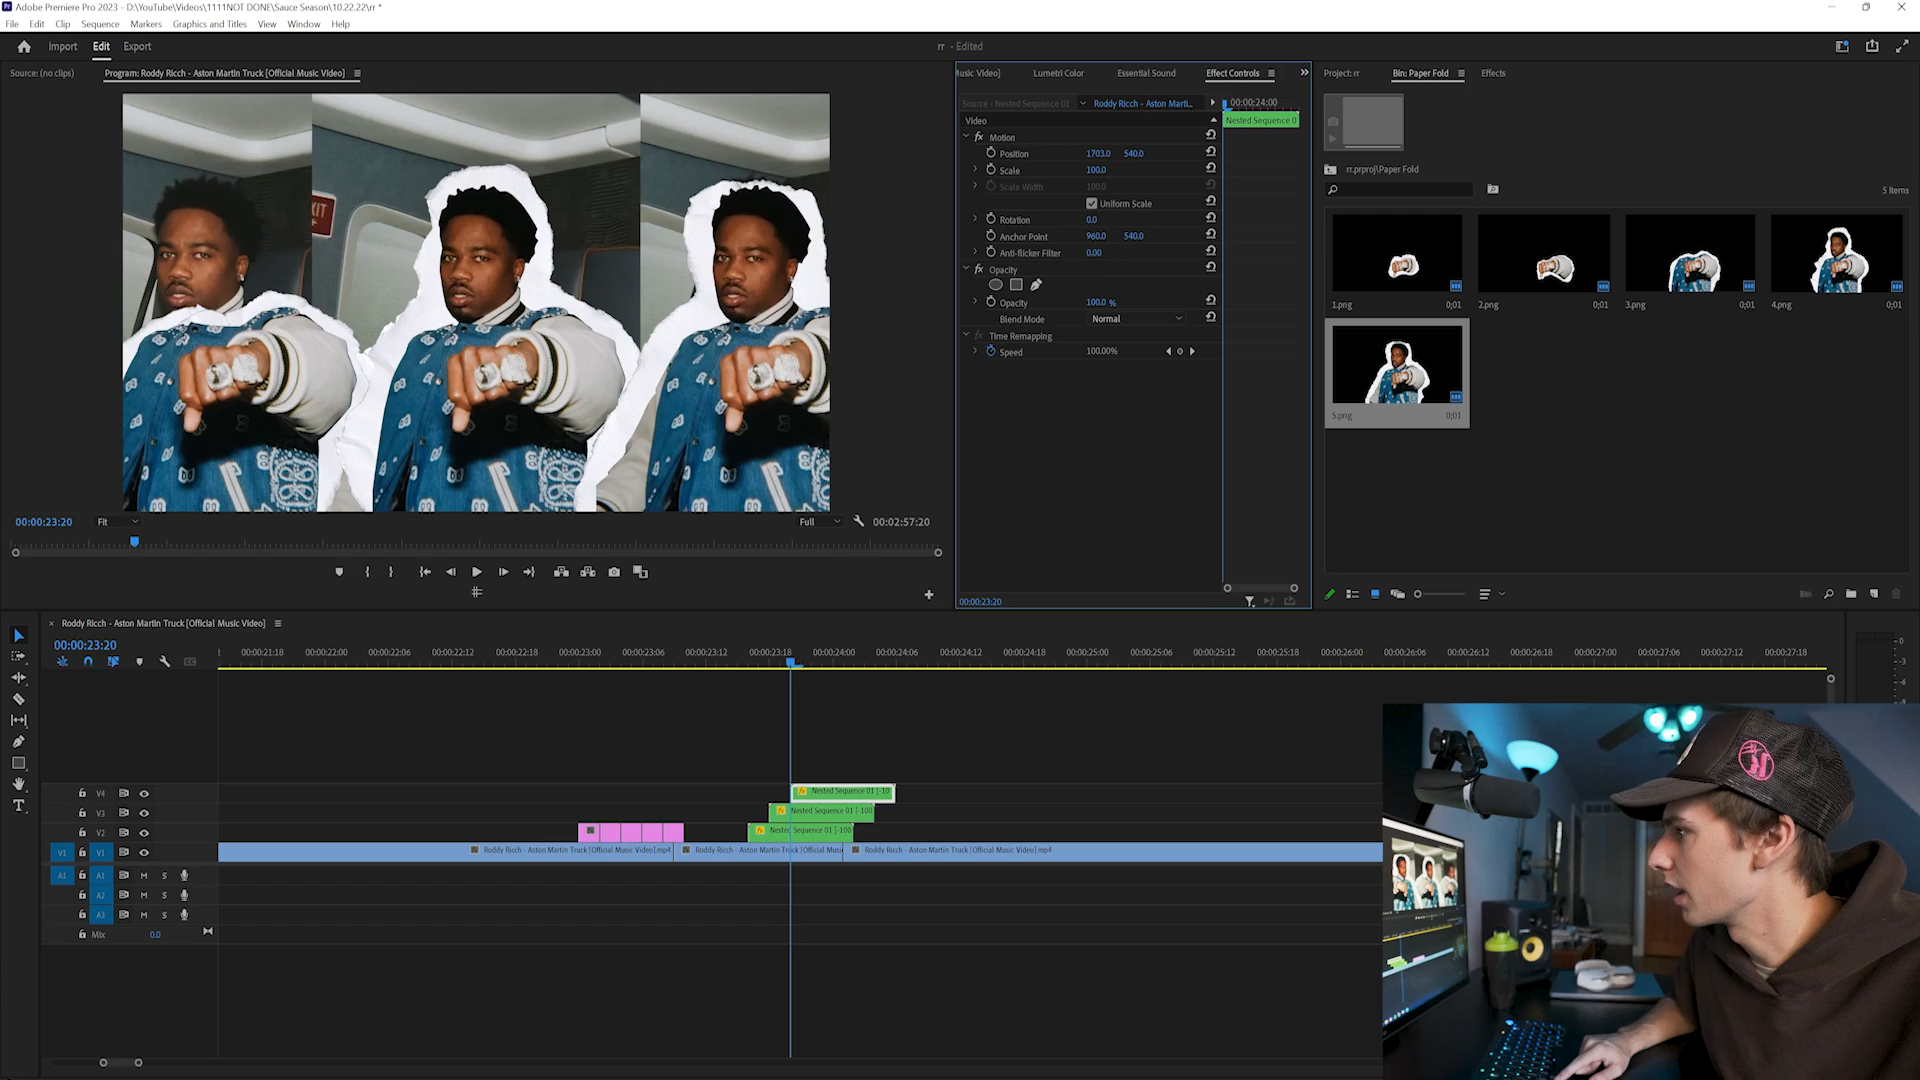 Adobe Premiere Pro 2023 - D:\YouTube\Videos\1111NOT DONE\Sauce Season\10.22.22\rr *
File Edit Clip Sequence Markers Graphics and Titles View Window Help
Import Edit Export
rr - Edited
Source: (no clips)
Program: Roddy Ricch - Aston Martin Truck [Official Music Video]
EXIT
00:00:23:20
Fit
Full
00:02:57:20
Music Video]
Lumetri Color
Essential Sound
Effect Controls
Source - Nested Sequence 01
Roddy Ricch - Aston Marti...
00:00:24:00
Video
Nested Sequence 0
fx Motion
Position 1703.0 540.0
Scale 100.0
Scale Width 100.0
Uniform Scale
Rotation 0.0
Anchor Point 960.0 540.0
Anti-flicker Filter 0.00
fx Opacity
Opacity 100.0 %
Blend Mode Normal
fx Time Remapping
Speed 100.00%
00:00:23:20
Project: rr
Bin: Paper Fold
Effects
rr.prproj\Paper Fold
5 Items
1.png 0;01
2.png 0;01
3.png 0;01
4.png 0;01
5.png 0;01
Roddy Ricch - Aston Martin Truck [Official Music Video]
00:00:23:20
00:00:21:18 00:00:22:00 00:00:22:06 00:00:22:12 00:00:22:18 00:00:23:00 00:00:23:06 00:00:23:12 00:00:23:18 00:00:24:00 00:00:24:06 00:00:24:12 00:00:24:18 00:00:25:00 00:00:25:06 00:00:25:12 00:00:25:18 00:00:26:00 00:00:26:06 00:00:26:12 00:00:26:18 00:00:27:00 00:00:27:06 00:00:27:12 00:00:27:18
0
-3
-6
-9
V4
fx Nested Sequence 01 [-10
V3
fx Nested Sequence 01 [-100
V2
fx Nested Sequence 01 [-100
V1 V1
Roddy Ricch - Aston Martin Truck [Official Music Video].mp4
Roddy Ricch - Aston Martin Truck [Official Musi
Roddy Ricch - Aston Martin Truck [Official Music Video].mp4
A1 A1 M S
A2 M S
A3 M S
Mix 0.0